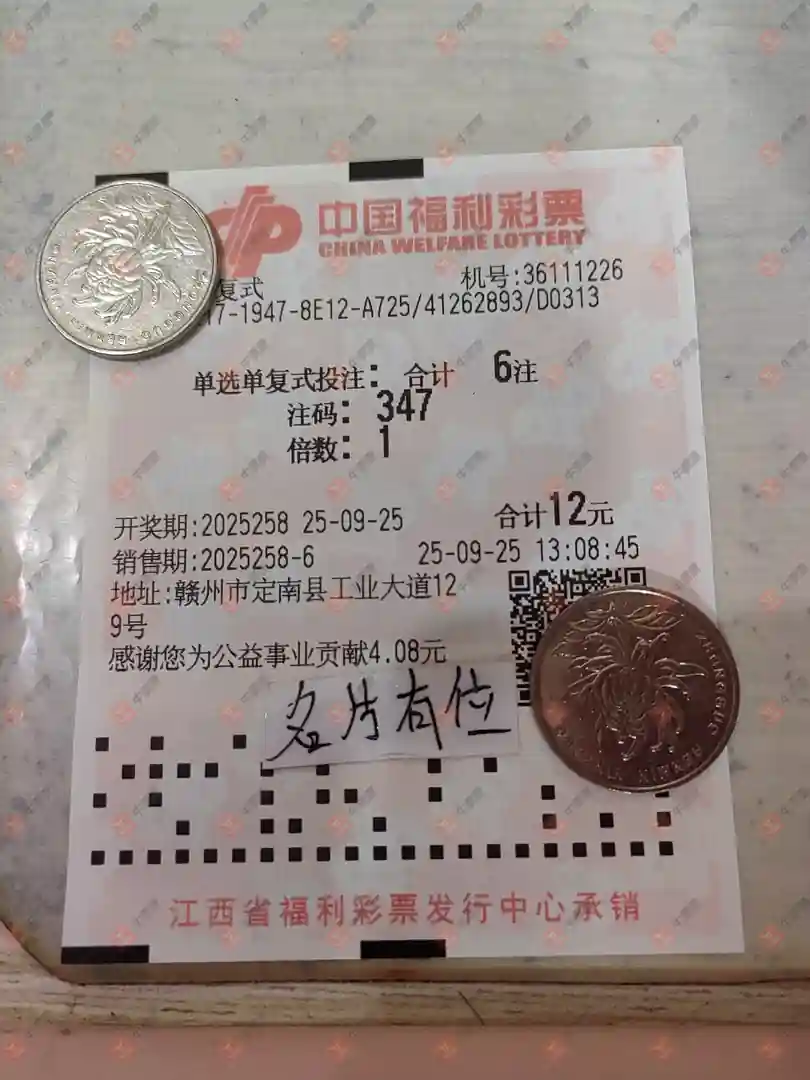 中国福利彩票
CHINA WELFARE LOTTERY
复式 机号:36111226
17-1947-8E12-A725/41262893/D0313
单选单复式投注: 合计 6注
注码: 347
倍数: 1
开奖期:2025258 25-09-25 合计12元
销售期:2025258-6 25-09-25 13:08:45
地址:赣州市定南县工业大道12
9号
感谢您为公益事业贡献4.08元
名片有位
江西省福利彩票发行中心承销